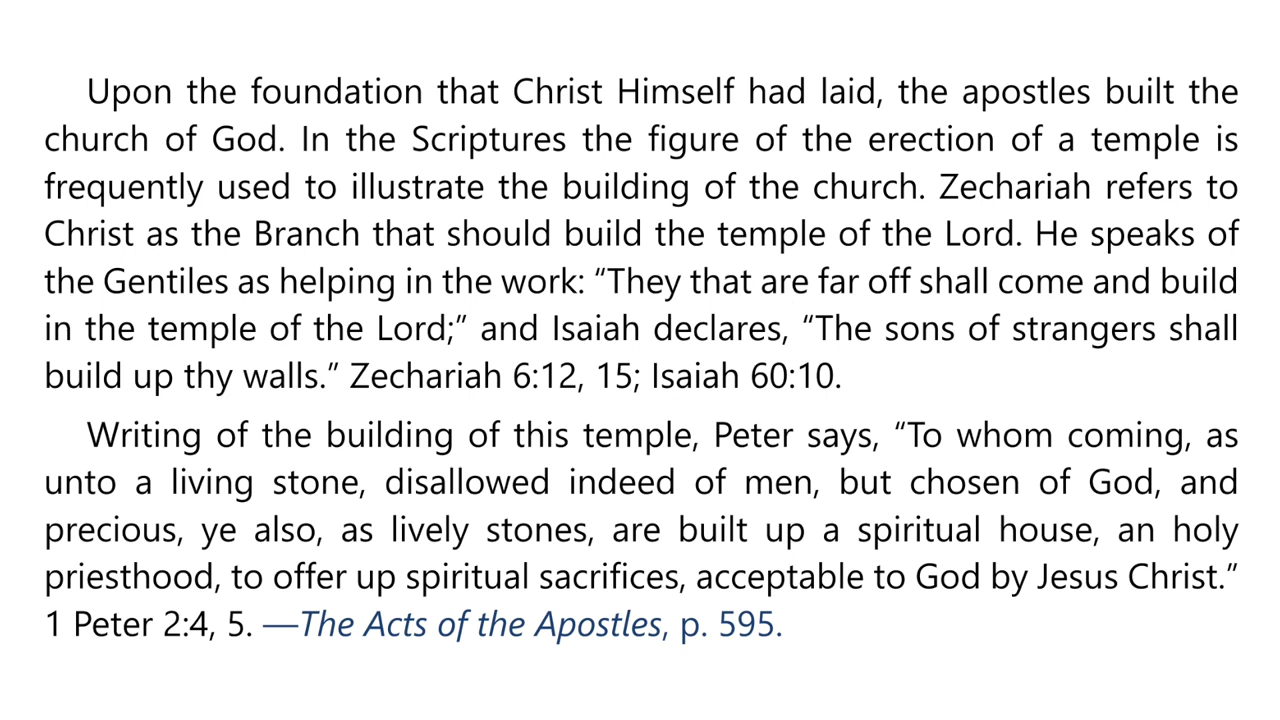 Upon the foundation that Christ Himself had laid, the apostles built the
church of God. In the Scriptures the figure of the erection of a temple is
frequently used to illustrate the building of the church. Zechariah refers to
Christ as the Branch that should build the temple of the Lord. He speaks of
the Gentiles as helping in the work: “They that are far off shall come and build
in the temple of the Lord;” and Isaiah declares, “The sons of strangers shall
build up thy walls.” Zechariah 6:12, 15; Isaiah 60:10.
Writing of the building of this temple, Peter says, “To whom coming, as
unto a living stone, disallowed indeed of men, but chosen of God, and
precious, ye also, as lively stones, are built up a spiritual house, an holy
priesthood, to offer up spiritual sacrifices, acceptable to God by Jesus Christ.”
1 Peter 2:4, 5. —The Acts of the Apostles, p. 595.